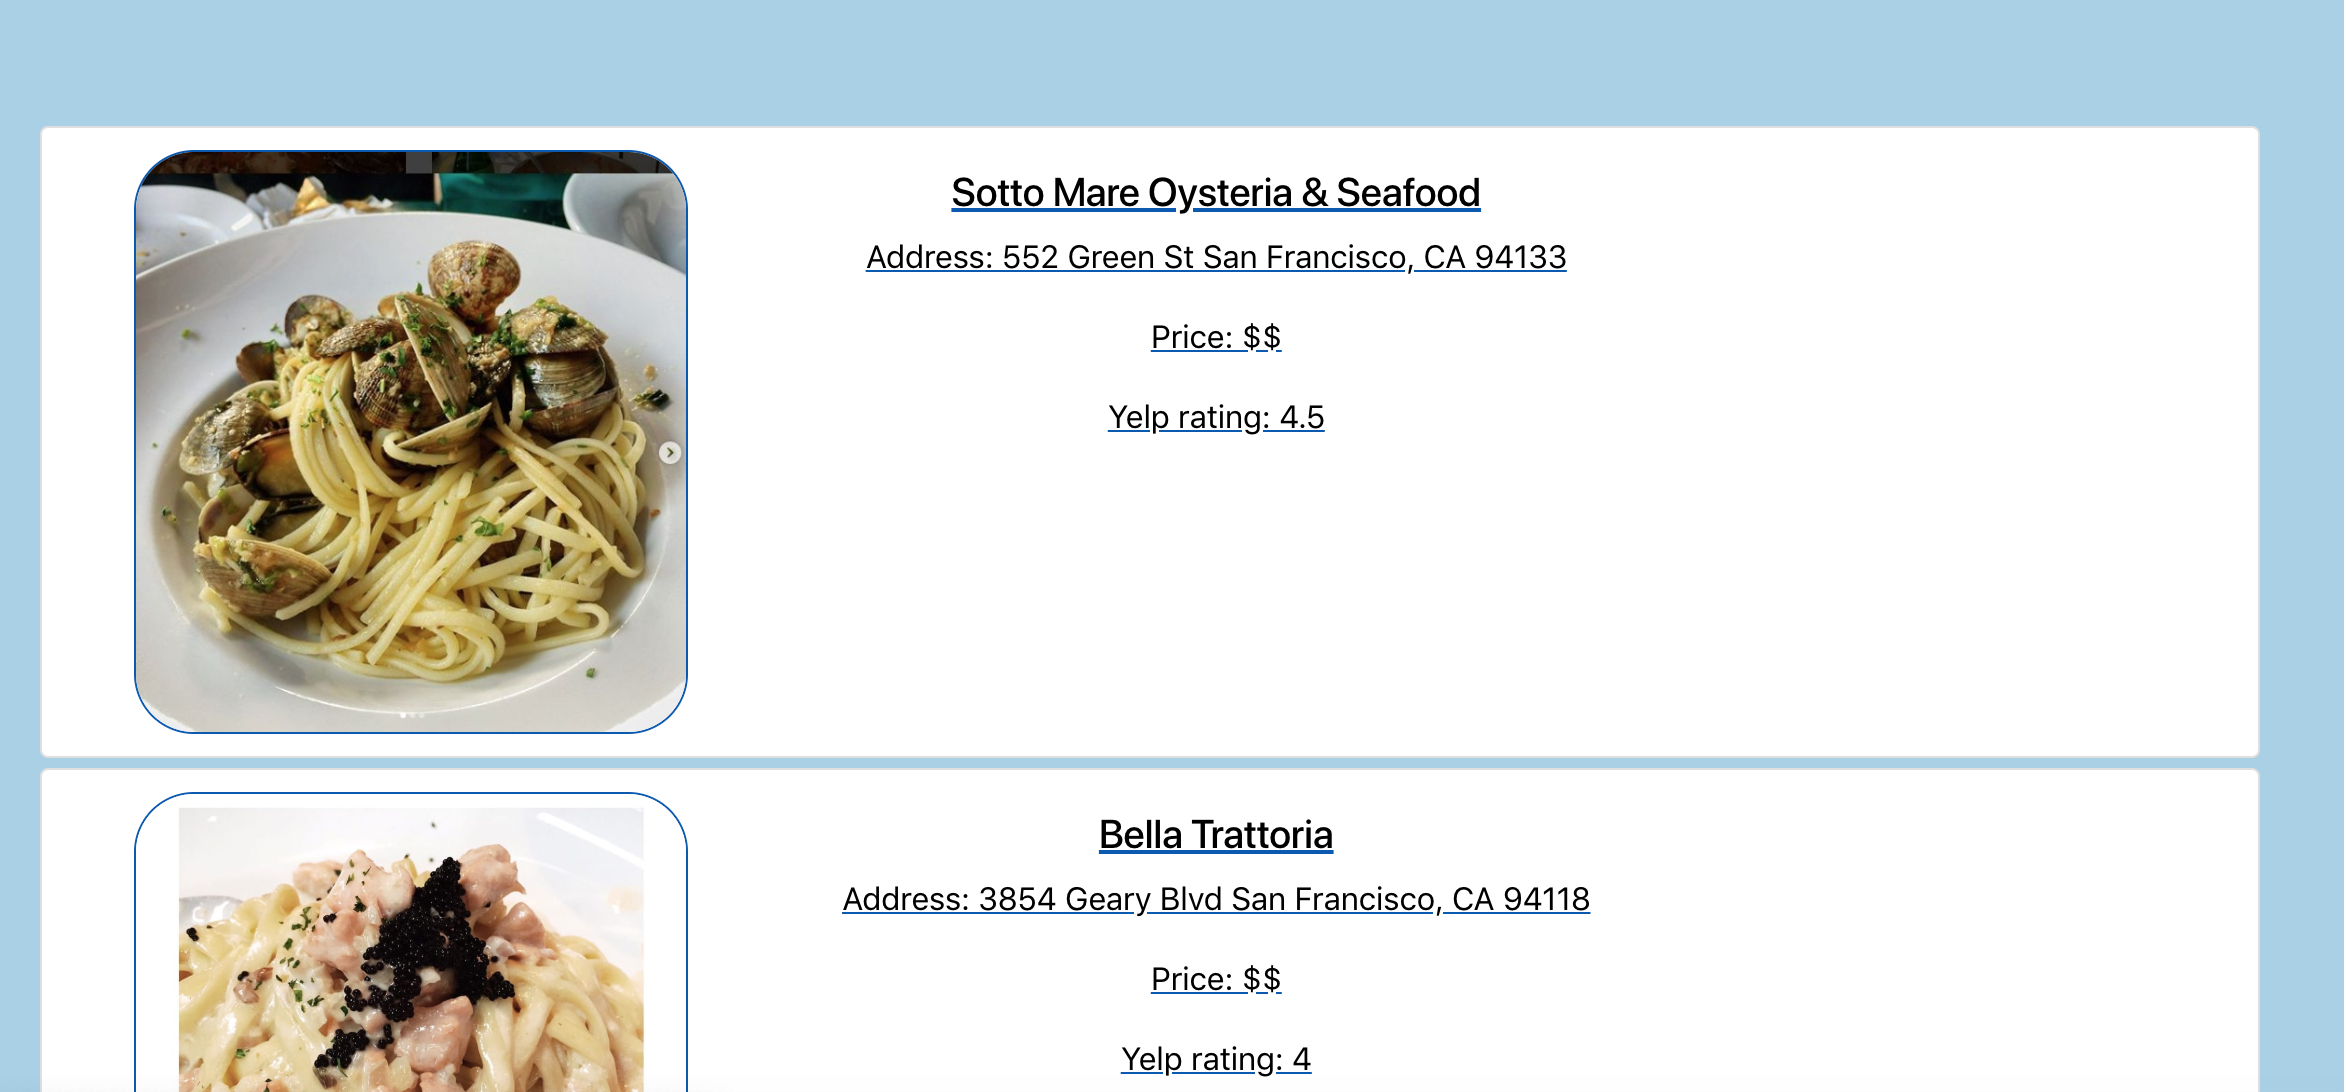 Sotto Mare Oysteria & Seafood
Address: 552 Green St San Francisco, CA 94133
Price: $$
Yelp rating: 4.5
Bella Trattoria
Address: 3854 Geary Blvd San Francisco, CA 94118
Price: $$
Yelp rating: 4